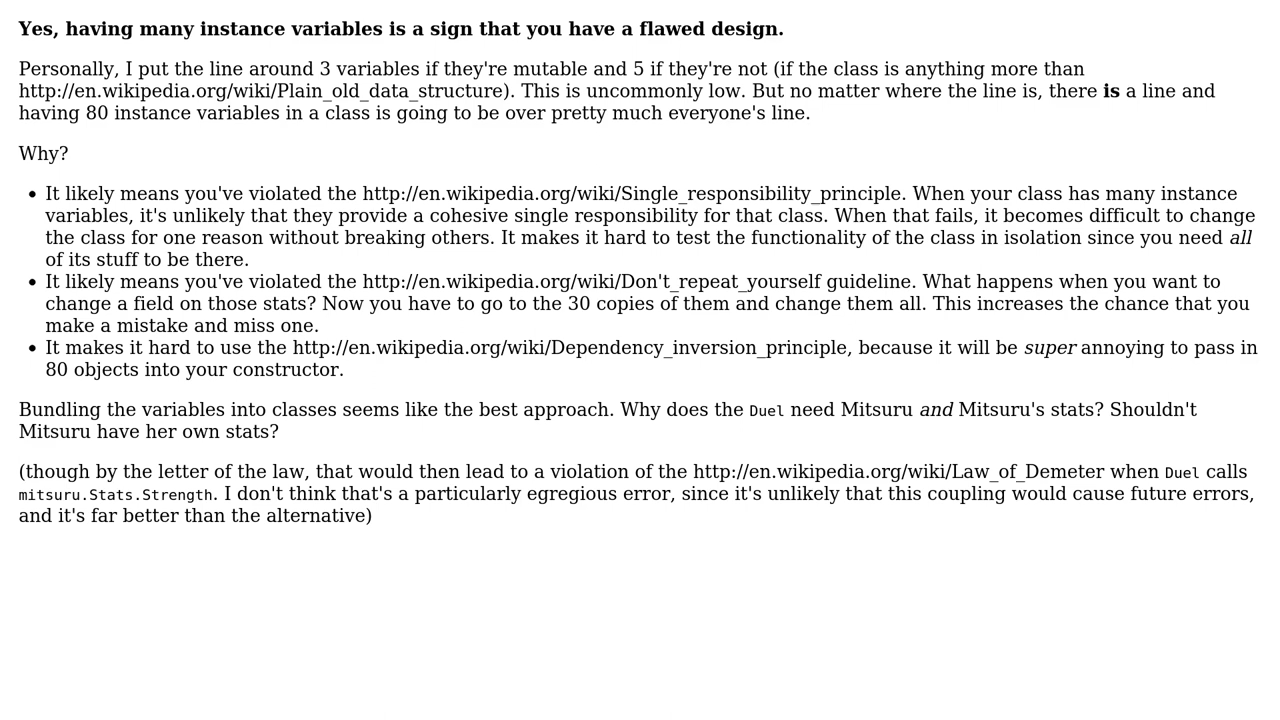 Yes, having many instance variables is a sign that you have a flawed design.
Personally, I put the line around 3 variables if they're mutable and 5 if they're not (if the class is anything more than
http://en.wikipedia.org/wiki/Plain_old_data_structure). This is uncommonly low. But no matter where the line is, there is a line and
having 80 instance variables in a class is going to be over pretty much everyone's line.
Why?
• It likely means you've violated the http://en.wikipedia.org/wiki/Single_responsibility_principle. When your class has many instance
variables, it's unlikely that they provide a cohesive single responsibility for that class. When that fails, it becomes difficult to change
the class for one reason without breaking others. It makes it hard to test the functionality of the class in isolation since you need all
of its stuff to be there.
• It likely means you've violated the http://en.wikipedia.org/wiki/Don't_repeat_yourself guideline. What happens when you want to
change a field on those stats? Now you have to go to the 30 copies of them and change them all. This increases the chance that you
make a mistake and miss one.
• It makes it hard to use the http://en.wikipedia.org/wiki/Dependency_inversion_principle, because it will be super annoying to pass in
80 objects into your constructor.
Bundling the variables into classes seems like the best approach. Why does the Duel need Mitsuru and Mitsuru's stats? Shouldn't
Mitsuru have her own stats?
(though by the letter of the law, that would then lead to a violation of the http://en.wikipedia.org/wiki/Law_of_Demeter when Duel calls
mitsuru.Stats.Strength. I don't think that's a particularly egregious error, since it's unlikely that this coupling would cause future errors,
and it's far better than the alternative)